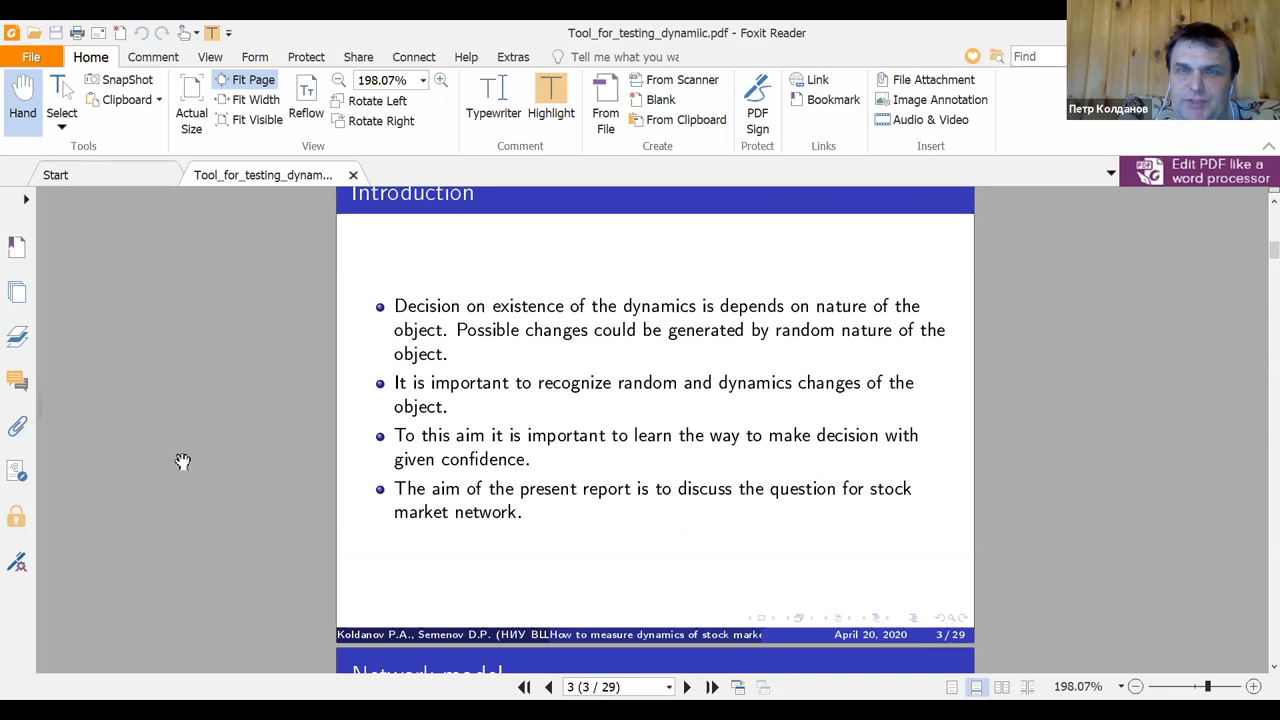 Tool_for_testing_dynamiic.pdf - Foxit Reader
File Home Comment View Form Protect Share Connect Help Extras Tell me what you wa Find
Hand
Select
SnapShot
Clipboard
Tools
Actual Size
Fit Page
Fit Width
Fit Visible
Reflow
198.07%
Rotate Left
Rotate Right
View
Typewriter
Highlight
Comment
From File
From Scanner
Blank
From Clipboard
Create
PDF Sign
Protect
Link
Bookmark
Links
File Attachment
Image Annotation
Audio & Video
Insert
Петр Колданов
Start
Tool_for_testing_dynam...
Edit PDF like a
word processor
Introduction
Decision on existence of the dynamics is depends on nature of the
object. Possible changes could be generated by random nature of the
object.
It is important to recognize random and dynamics changes of the
object.
To this aim it is important to learn the way to make decision with
given confidence.
The aim of the present report is to discuss the question for stock
market network.
Koldanov P.A., Semenov D.P. (НИУ ВШHow to measure dynamics of stock marke April 20, 2020 3 / 29
Network model
3 (3 / 29)
198.07%